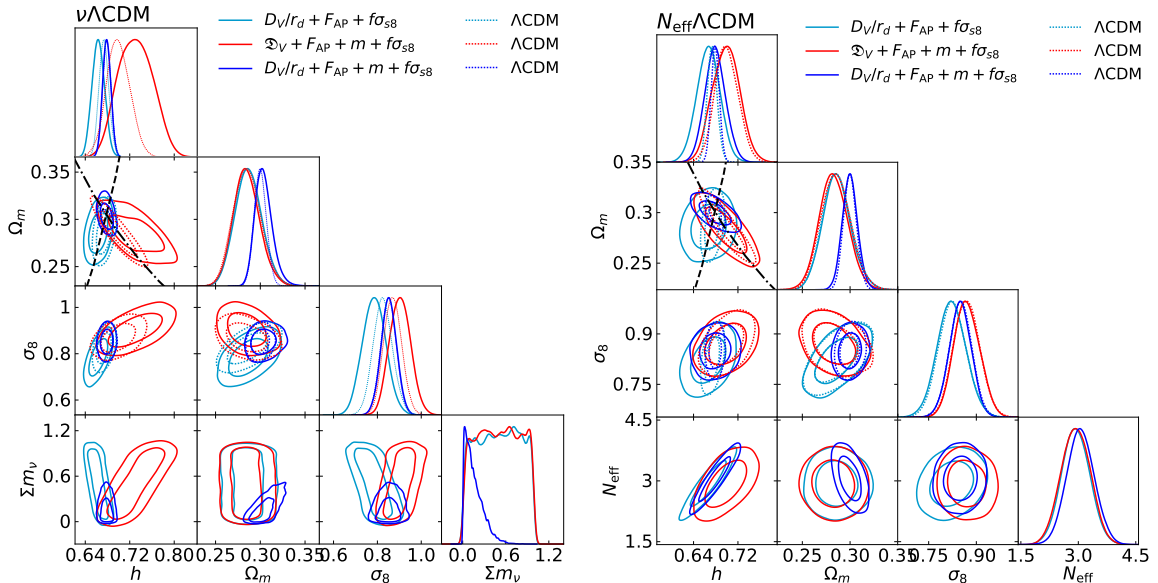 νΛCDM
D_V/r_d + F_AP + fσ_s8 ΛCDM
𝔇_V + F_AP + m + fσ_s8 ΛCDM
D_V/r_d + F_AP + m + fσ_s8 ΛCDM
0.35
Ω_m 0.30
0.25
1
σ_8 0.8
0.6
1.2
Σm_ν 0.6
0
0.64 0.72 0.80 0.25 0.30 0.35 0.6 0.8 1.0 0.0 0.6 1.2
h Ω_m σ_8 Σm_ν
N_eff ΛCDM
D_V/r_d + F_AP + fσ_s8 ΛCDM
𝔇_V + F_AP + m + fσ_s8 ΛCDM
D_V/r_d + F_AP + m + fσ_s8 ΛCDM
0.35
Ω_m 0.30
0.25
σ_8 0.9
0.75
4.5
N_eff 3.0
1.5
0.64 0.72 0.25 0.30 0.75 0.90 1.5 3.0 4.5
h Ω_m σ_8 N_eff